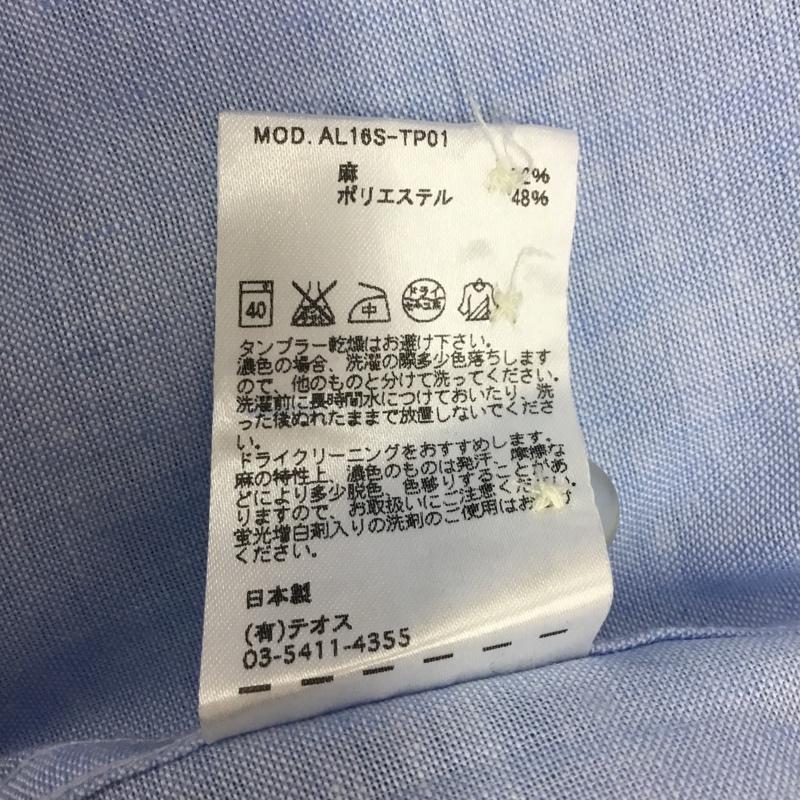 MOD. AL16S-TP01
麻 2%
ポリエステル 48%
40
中
ドライ
セキユ系
タンブラー乾燥はお避け下さい。
濃色の場合、洗濯の際多少色落ちします
ので、他のものと分けて洗ってください。
洗濯前に長時間水につけておいたり、洗
った後ぬれたままで放置しないでくださ
い。
ドライクリーニングをおすすめします。
麻の特性上、濃色のものは発汗、摩擦な
どにより多少脱色、色移りすることがあ
りますので、お取扱いにご注意ください。
蛍光増白剤入りの洗剤のご使用はお
ください。
日本製
(有)テオス
03-5411-4355